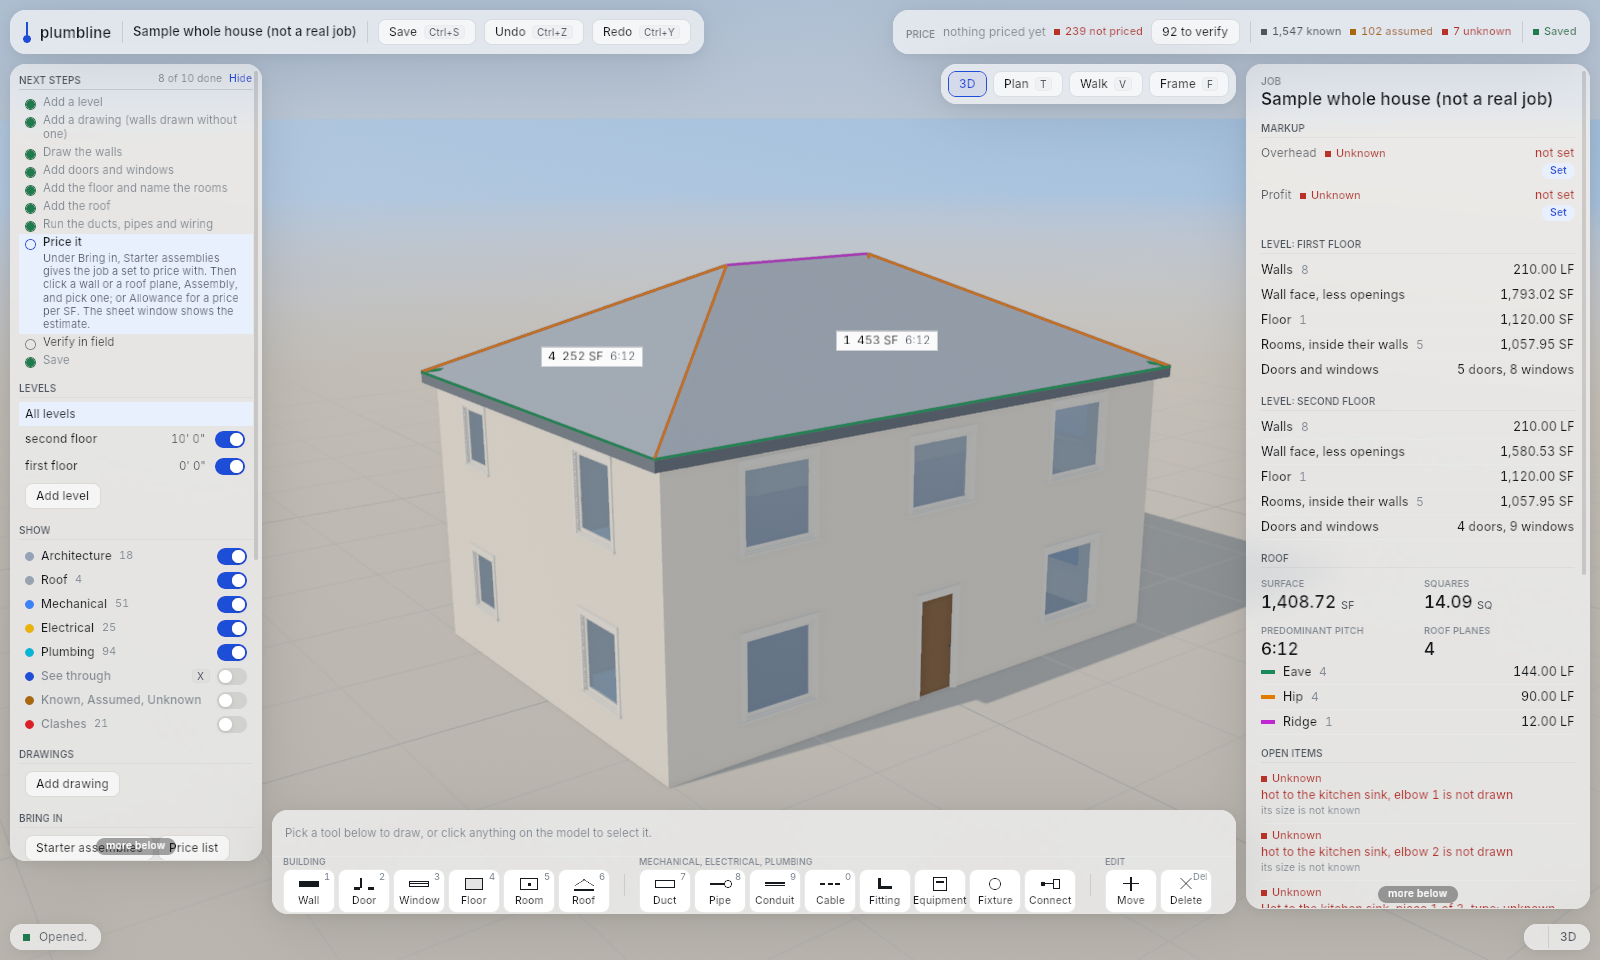 plumbline
Sample whole house (not a real job)
Save Ctrl+S
Undo Ctrl+Z
Redo Ctrl+Y
PRICE nothing priced yet 239 not priced 92 to verify 1,547 known 102 assumed 7 unknown Saved
NEXT STEPS 8 of 10 done Hide
Add a level
Add a drawing (walls drawn without
one)
Draw the walls
Add doors and windows
Add the floor and name the rooms
Add the roof
Run the ducts, pipes and wiring
Price it
Under Bring in, Starter assemblies
gives the job a set to price with. Then
click a wall or a roof plane, Assembly,
and pick one; or Allowance for a price
per SF. The sheet window shows the
estimate.
Verify in field
Save
LEVELS
All levels
second floor 10' 0"
first floor 0' 0"
Add level
SHOW
Architecture 18
Roof 4
Mechanical 51
Electrical 25
Plumbing 94
See through X
Known, Assumed, Unknown
Clashes 21
DRAWINGS
Add drawing
BRING IN
Starter assemblies
Price list
more below
Opened.
3D
Plan T
Walk V
Frame F
4 252 SF 6:12
1 453 SF 6:12
Pick a tool below to draw, or click anything on the model to select it.
BUILDING
Wall 1
Door 2
Window 3
Floor 4
Room 5
Roof 6
MECHANICAL, ELECTRICAL, PLUMBING
Duct 7
Pipe 8
Conduit 9
Cable 0
Fitting
Equipment
Fixture
Connect
EDIT
Move
Delete Del
JOB
Sample whole house (not a real job)
MARKUP
Overhead Unknown not set
Set
Profit Unknown not set
Set
LEVEL: FIRST FLOOR
Walls 8 210.00 LF
Wall face, less openings 1,793.02 SF
Floor 1 1,120.00 SF
Rooms, inside their walls 5 1,057.95 SF
Doors and windows 5 doors, 8 windows
LEVEL: SECOND FLOOR
Walls 8 210.00 LF
Wall face, less openings 1,580.53 SF
Floor 1 1,120.53 SF
Rooms, inside their walls 5 1,057.95 SF
Doors and windows 4 doors, 9 windows
ROOF
SURFACE SQUARES
1,408.72 SF 14.09 SQ
PREDOMINANT PITCH ROOF PLANES
6:12 4
Eave 4 144.00 LF
Hip 4 90.00 LF
Ridge 1 12.00 LF
OPEN ITEMS
Unknown
hot to the kitchen sink, elbow 1 is not drawn
its size is not known
Unknown
hot to the kitchen sink, elbow 2 is not drawn
its size is not known
Unknown
more below
3D